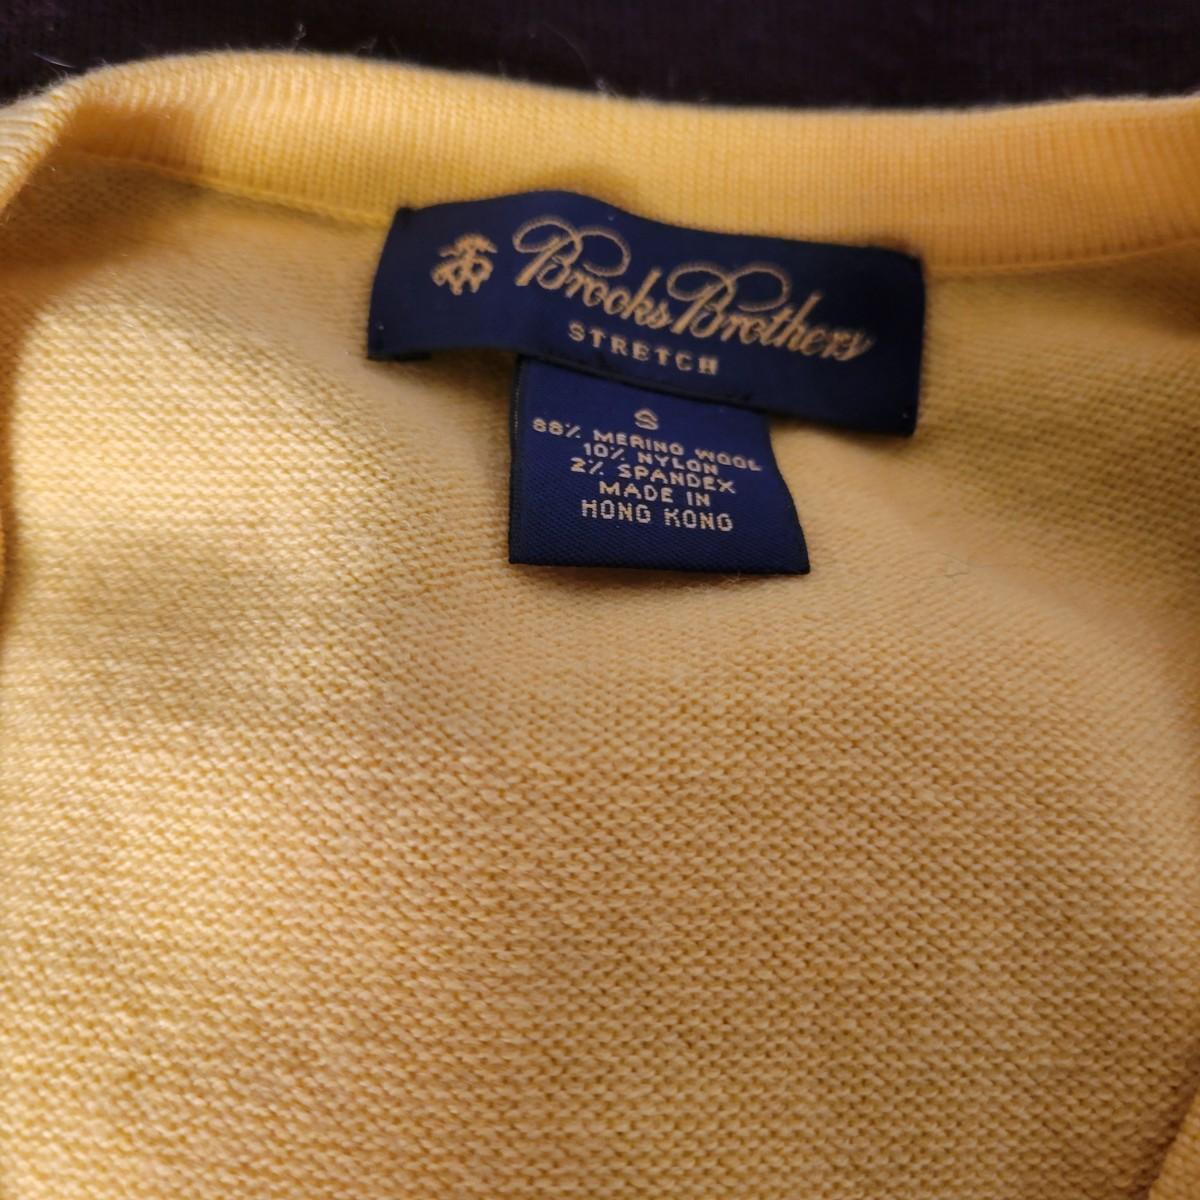 Brooks Brothers
STRETCH
S
88% MERINO WOOL
10% NYLON
2% SPANDEX
MADE IN
HONG KONG